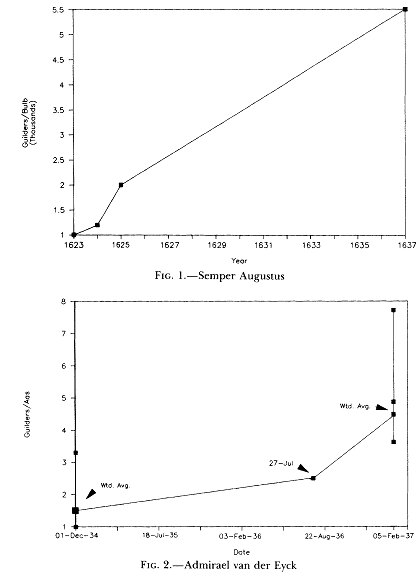 5.5
5
4.5
4
3.5
3
2.5
2
1.5
1
Guilders/Bulb
(Thousands)
1623 1625 1627 1629 1631 1633 1635 1637
Year
FIG. 1.—Semper Augustus
8
7
6
5
4
3
2
1
Guilders/Aas
Wtd. Avg.
27-Jul
Wtd. Avg.
01-Dec-34 18-Jul-35 03-Feb-36 22-Aug-36 05-Feb-37
Date
FIG. 2.—Admirael van der Eyck